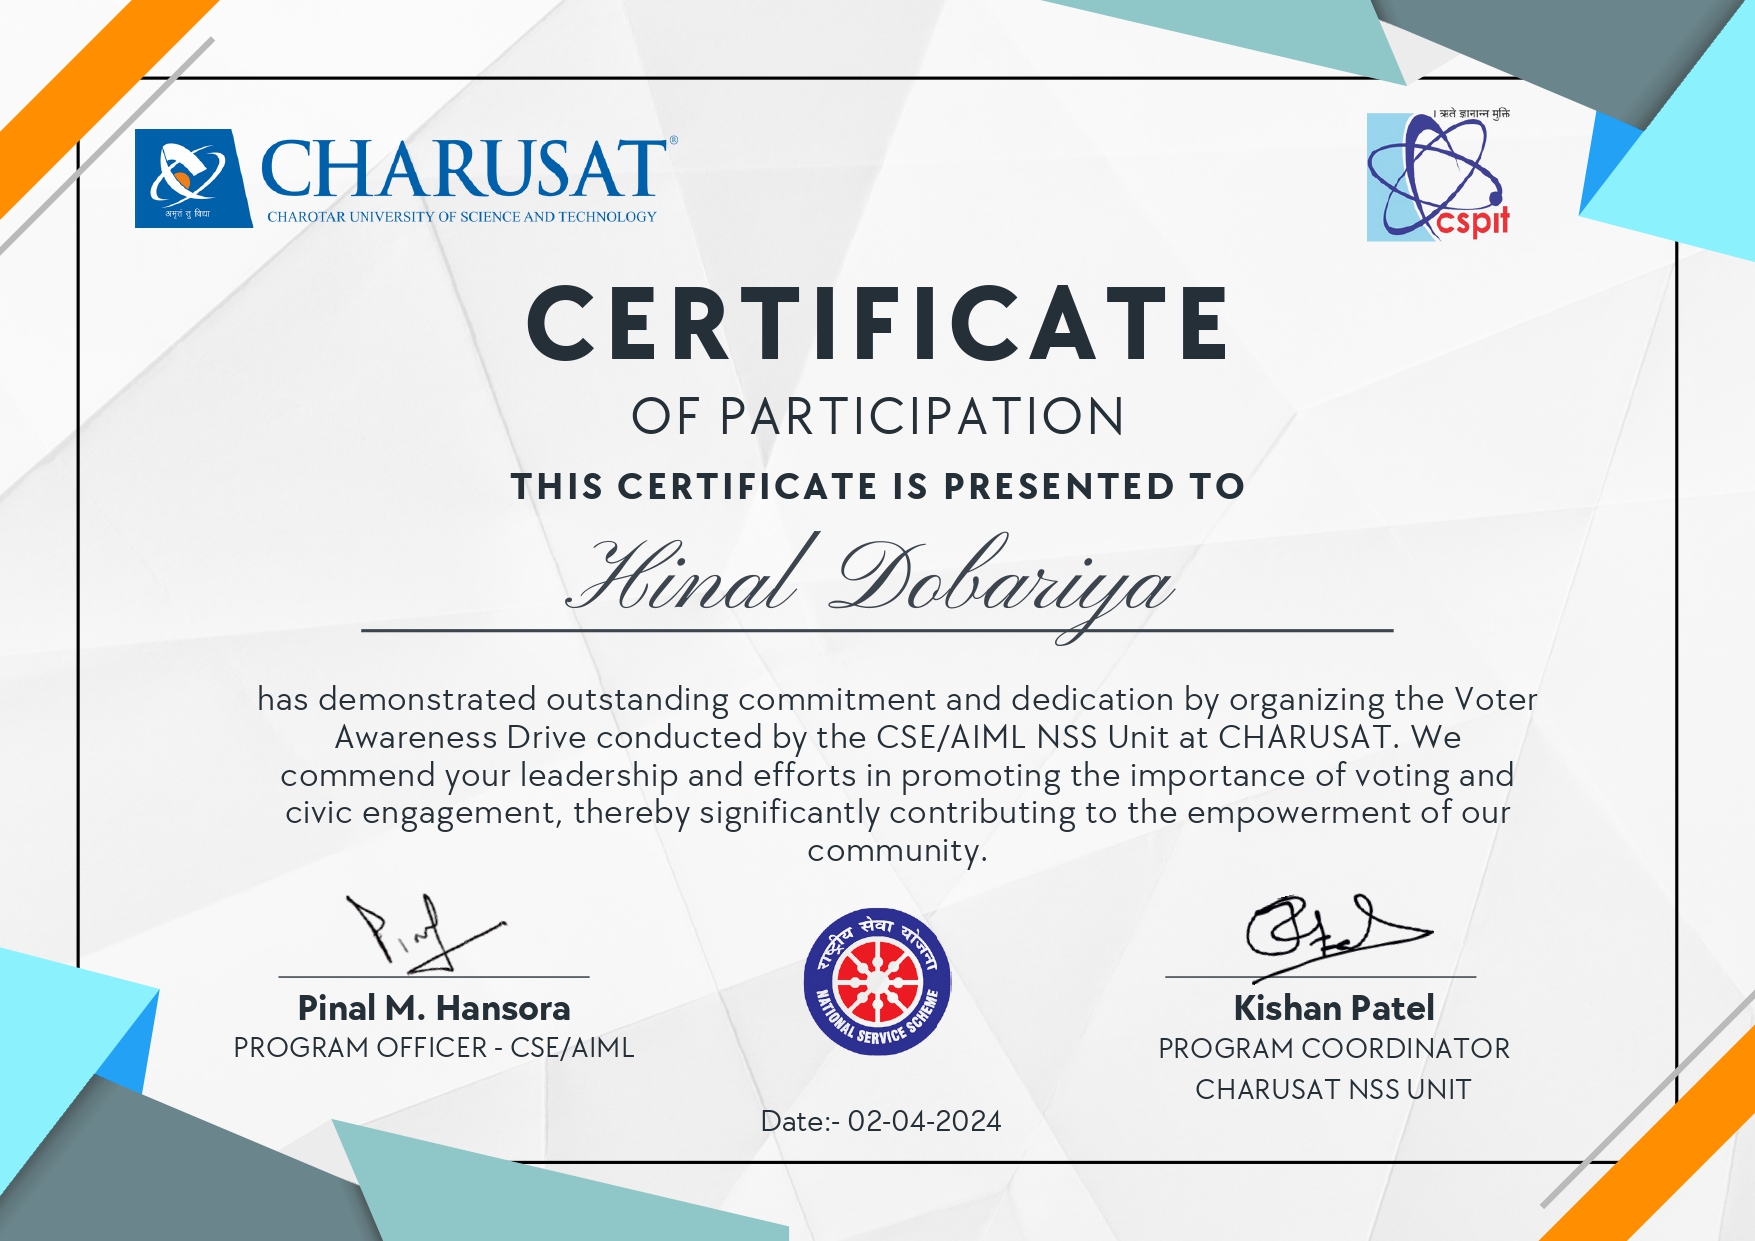 CHARUSAT®
CHAROTAR UNIVERSITY OF SCIENCE AND TECHNOLOGY
अमृतं तु विद्या
। ऋते ज्ञानान्न मुक्ति
cspit
CERTIFICATE
OF PARTICIPATION
THIS CERTIFICATE IS PRESENTED TO
Hinal Dobariya
has demonstrated outstanding commitment and dedication by organizing the Voter
Awareness Drive conducted by the CSE/AIML NSS Unit at CHARUSAT. We
commend your leadership and efforts in promoting the importance of voting and
civic engagement, thereby significantly contributing to the empowerment of our
community.
Pinal M. Hansora
PROGRAM OFFICER - CSE/AIML
राष्ट्रीय सेवा योजना
NATIONAL SERVICE SCHEME
Kishan Patel
PROGRAM COORDINATOR
CHARUSAT NSS UNIT
Date:- 02-04-2024